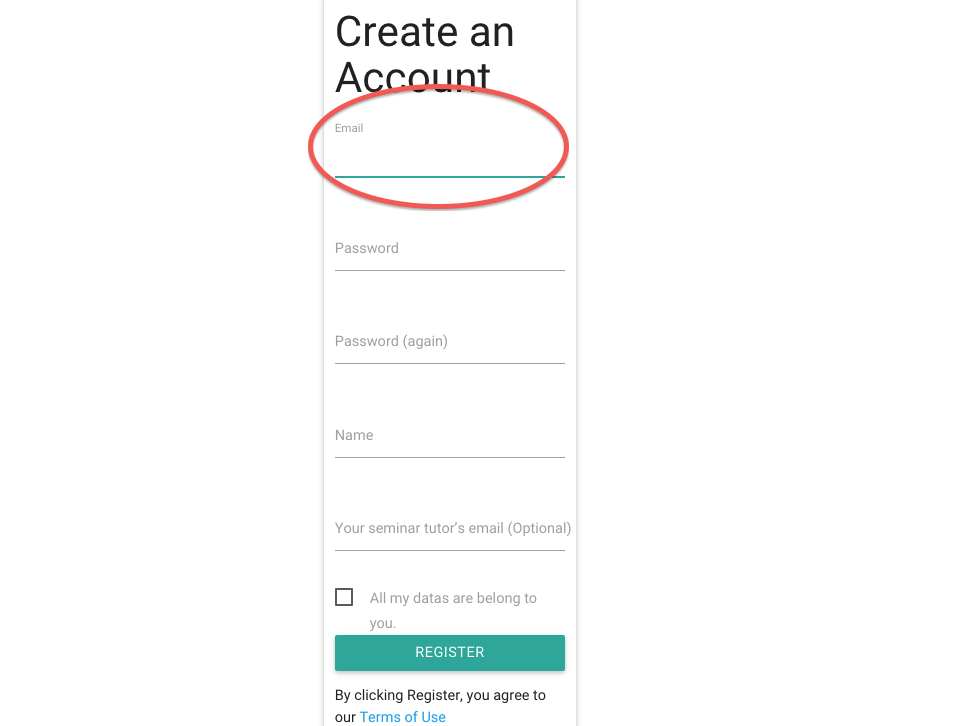 Create an
Account
Email
Password
Password (again)
Name
Your seminar tutor’s email (Optional)
All my datas are belong to
you.
REGISTER
By clicking Register, you agree to
our Terms of Use